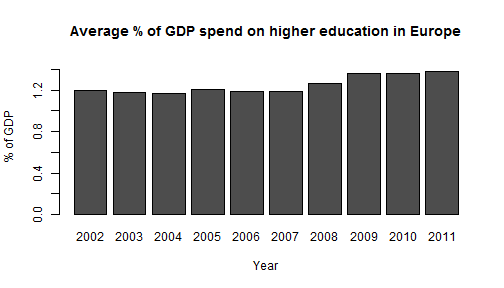 Average % of GDP spend on higher education in Europe
% of GDP
1.2
0.8
0.4
0.0
2002 2003 2004 2005 2006 2007 2008 2009 2010 2011
Year